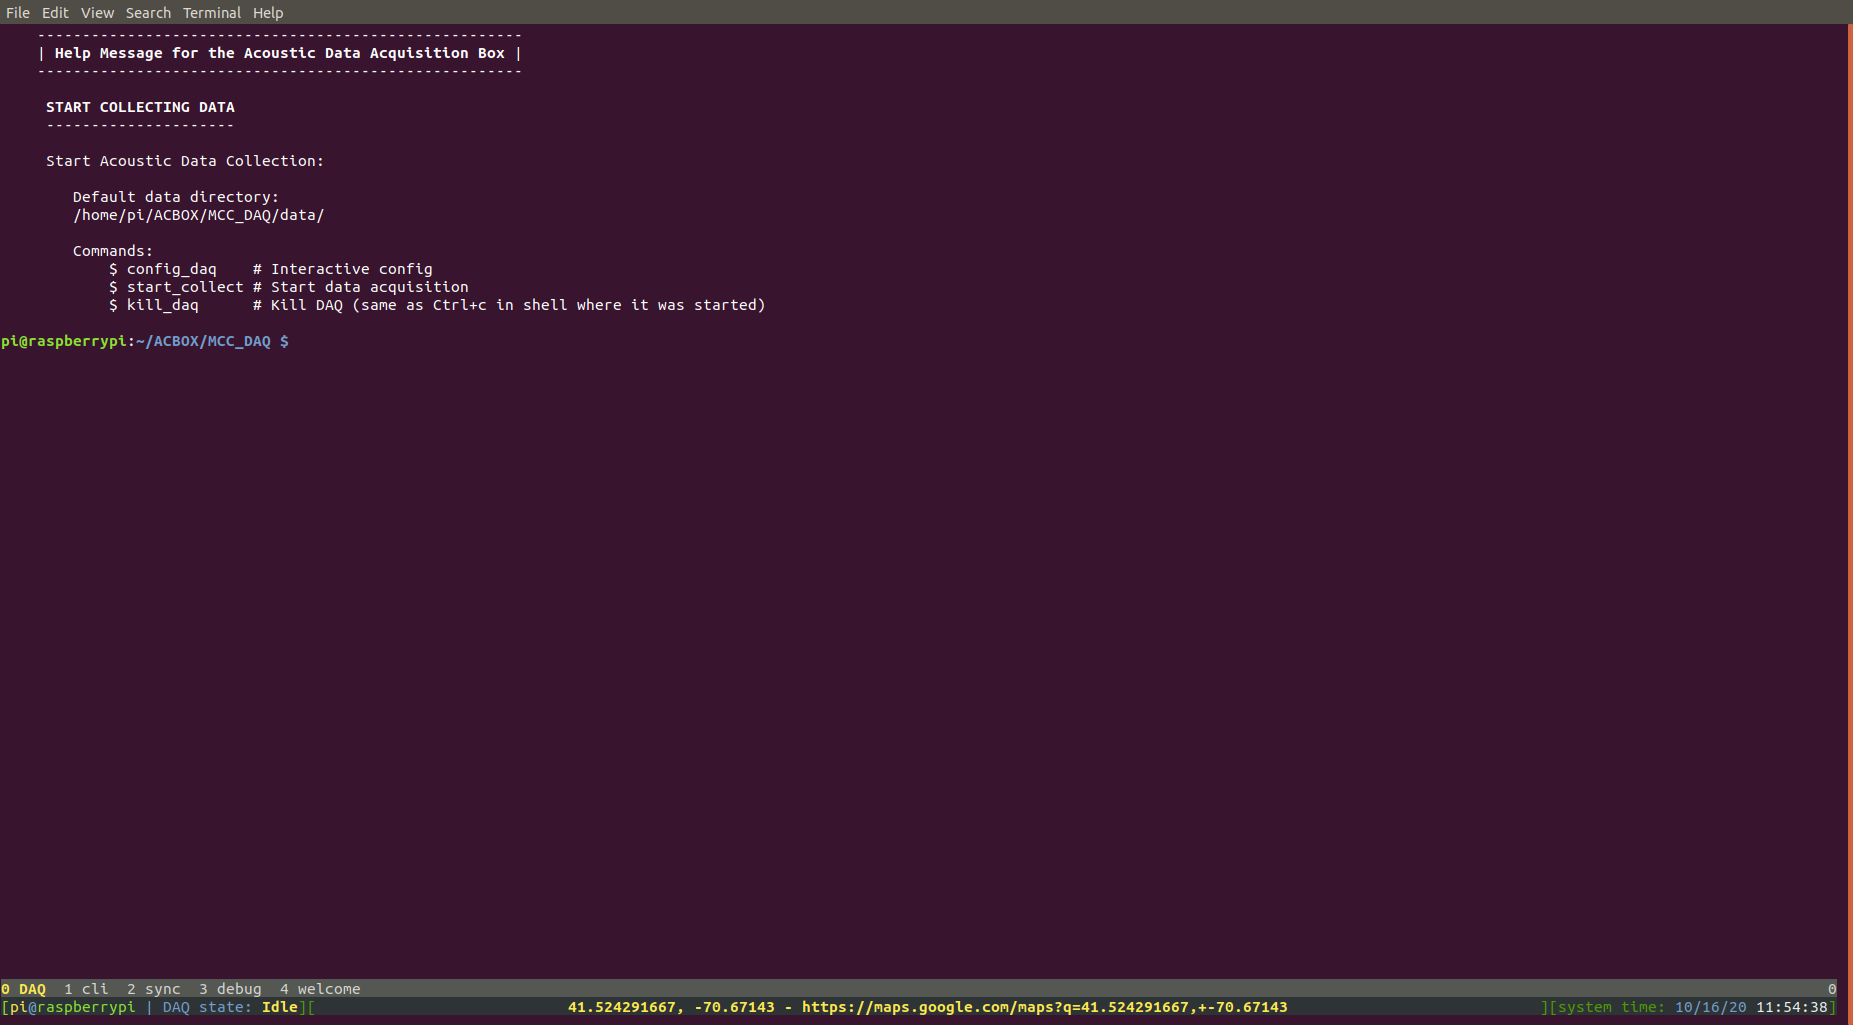 File Edit View Search Terminal Help
------------------------------------------------------
| Help Message for the Acoustic Data Acquisition Box |
------------------------------------------------------
START COLLECTING DATA
---------------------
Start Acoustic Data Collection:
Default data directory:
/home/pi/ACBOX/MCC_DAQ/data/
Commands:
$ config_daq    # Interactive config
$ start_collect # Start data acquisition
$ kill_daq      # Kill DAQ (same as Ctrl+c in shell where it was started)
pi@raspberrypi:~/ACBOX/MCC_DAQ $
0 DAQ  1 cli  2 sync  3 debug  4 welcome 0
[pi@raspberrypi | DAQ state: Idle][ 41.524291667, -70.67143 - https://maps.google.com/maps?q=41.524291667,+-70.67143 ][system time: 10/16/20 11:54:38]